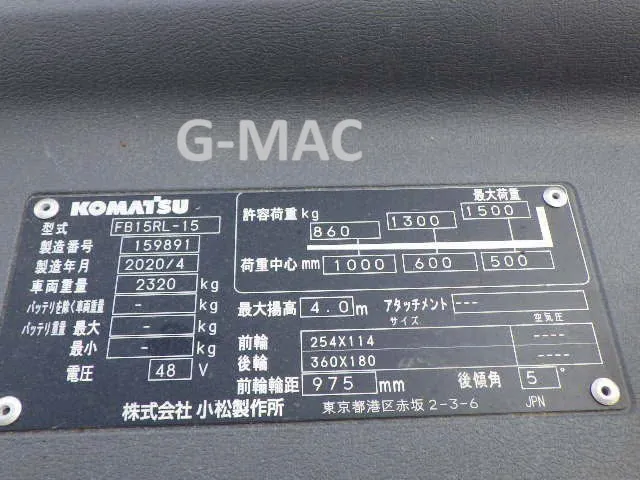 G-MAC
KOMATSU
型式 FB15RL-15
製造番号 159891
製造年月 2020/4
車両重量 2320 kg
バッテリを除く車両重量 - kg
バッテリ重量 最大 - kg
最小 - kg
電圧 48 V
最大荷重
許容荷重 kg 860 1300 1500
荷重中心 mm 1000 600 500
最大揚高 4.0 m アタッチメント ---
サイズ 空気圧
前輪 254X114 ----
後輪 360X180 ----
前輪輪距 975 mm 後傾角 5°
株式会社 小松製作所 東京都港区赤坂 2-3-6 JPN